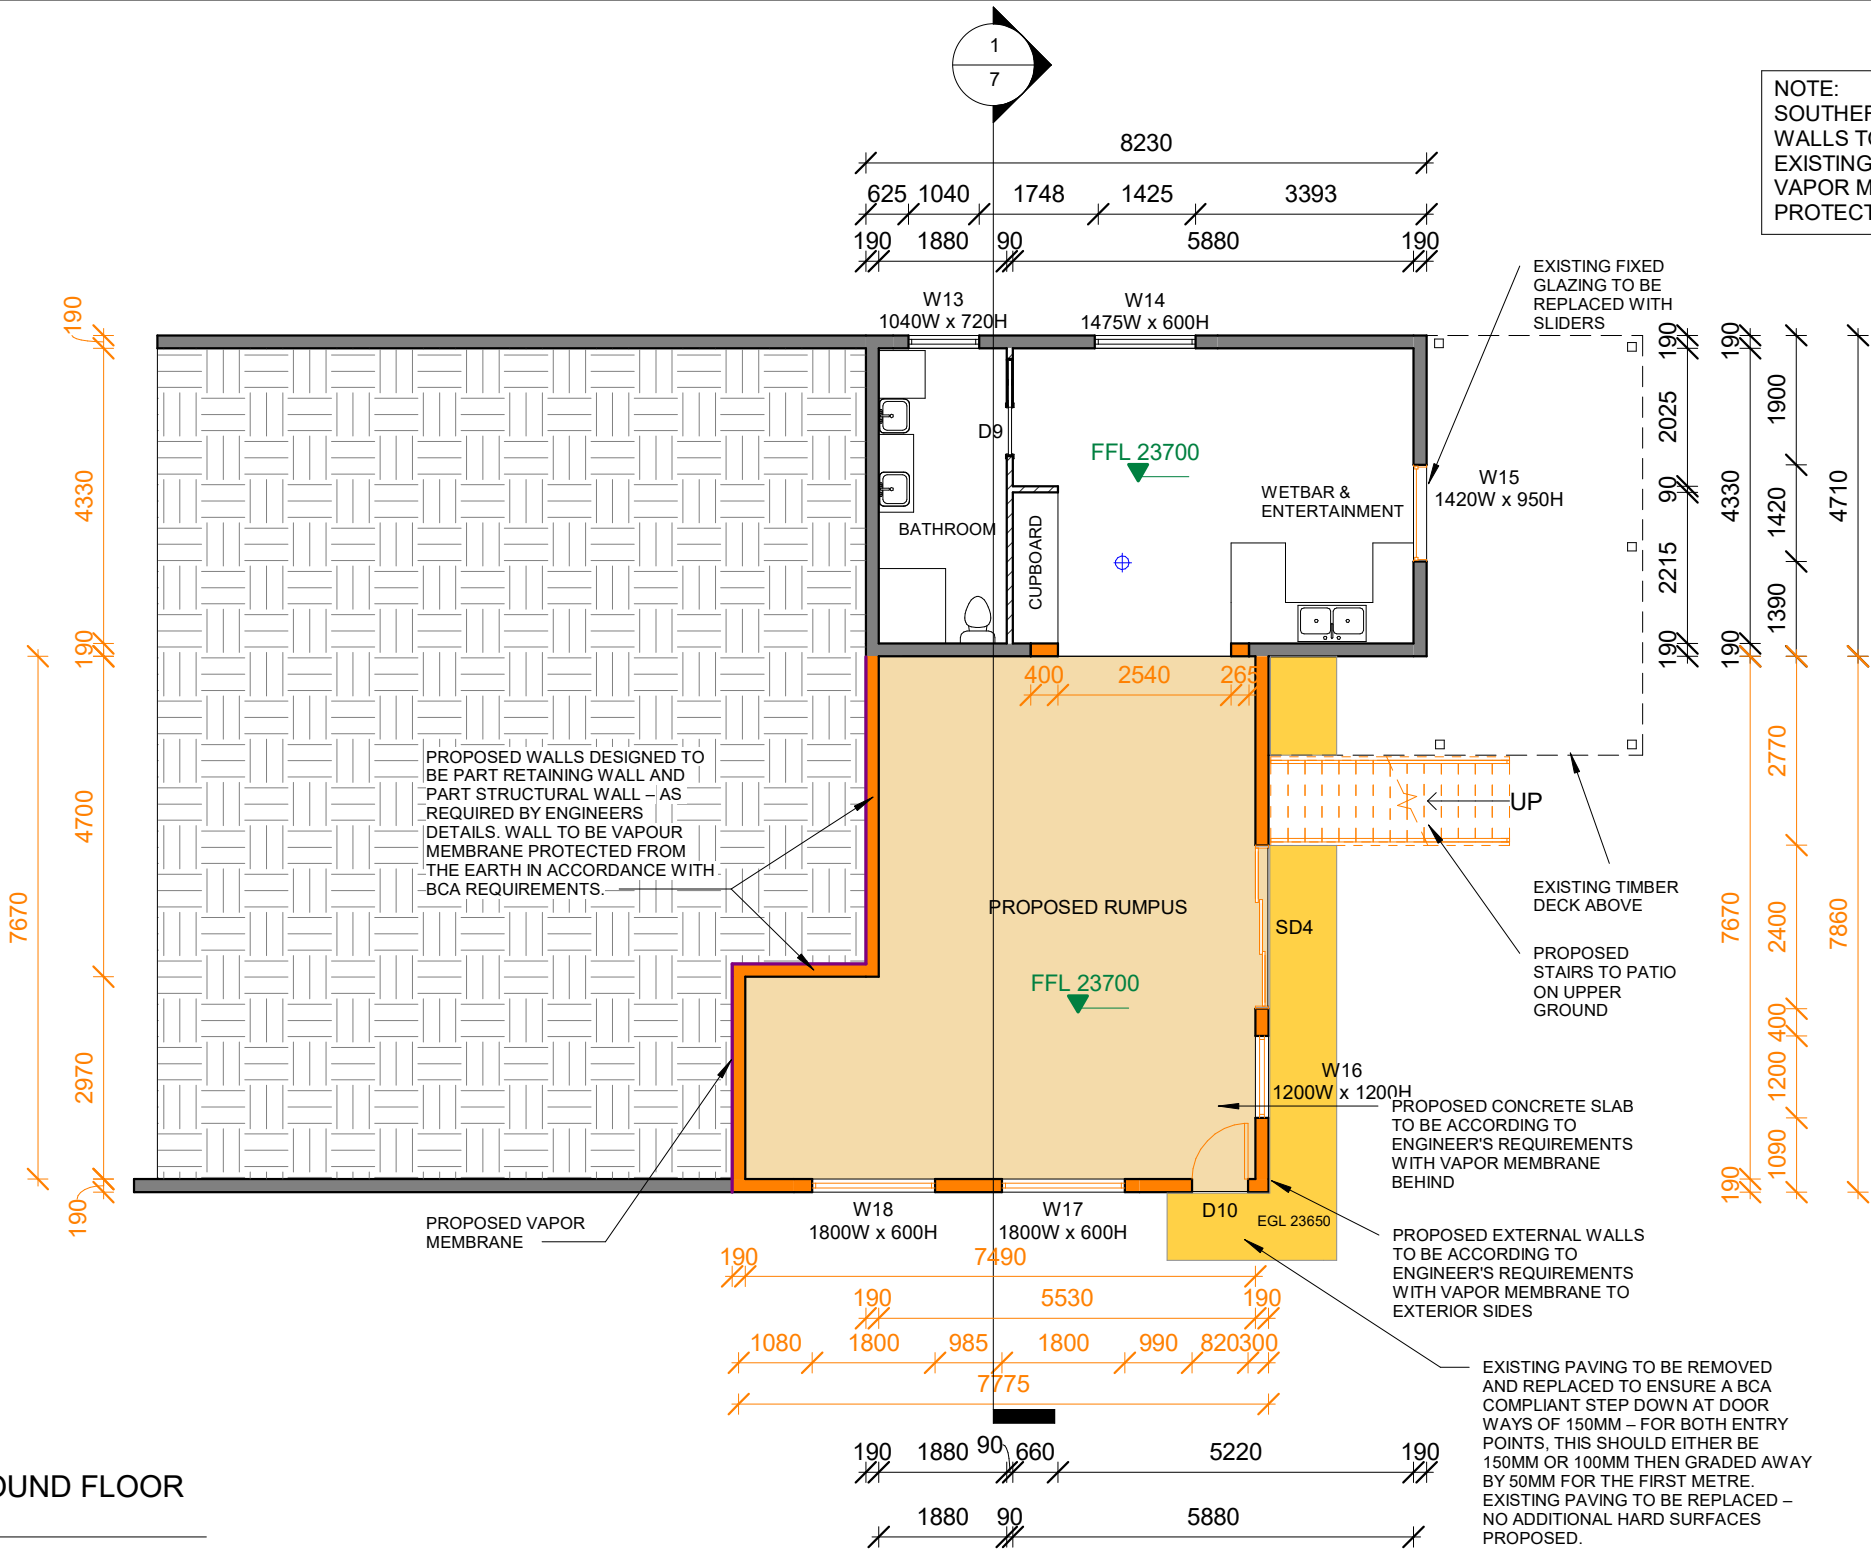 1
7
NOTE:
WALLS
EXISTING
VAPOR
8230
625 1040 1748 1425 3393
190 1880 90 5880 190
W13
1040W x 720H
W14
1475W x 600H
EXISTING FIXED
GLAZING TO BE
REPLACED WITH
SLIDERS
190
4330
190
4700
2970
190
7670
D9
FFL 23700
WETBAR &
ENTERTAINMENT
BATHROOM
CUPBOARD
W15
1420W x 950H
190
2025
90
2215
190
190
4330
190
7670
190
1900
1420
1390
2770
2400
400
1200
1090
4710
7860
400 2540 265
PROPOSED WALLS DESIGNED TO
BE PART RETAINING WALL AND
PART STRUCTURAL WALL – AS
REQUIRED BY ENGINEERS
DETAILS. WALL TO BE VAPOUR
MEMBRANE PROTECTED FROM
THE EARTH IN ACCORDANCE WITH
BCA REQUIREMENTS.
UP
PROPOSED RUMPUS
SD4
FFL 23700
EXISTING TIMBER
DECK ABOVE
PROPOSED
STAIRS TO PATIO
ON UPPER
GROUND
W16
1200W x 1200H
PROPOSED CONCRETE SLAB
TO BE ACCORDING TO
ENGINEER'S REQUIREMENTS
WITH VAPOR MEMBRANE
BEHIND
PROPOSED VAPOR
MEMBRANE
W18
1800W x 600H
W17
1800W x 600H
D10
EGL 23650
PROPOSED EXTERNAL WALLS
TO BE ACCORDING TO
ENGINEER'S REQUIREMENTS
WITH VAPOR MEMBRANE TO
EXTERIOR SIDES
190 7490
190 5530 190
1080 1800 985 1800 990 820 300
7775
EXISTING PAVING TO BE REMOVED
AND REPLACED TO ENSURE A BCA
COMPLIANT STEP DOWN AT DOOR
WAYS OF 150MM – FOR BOTH ENTRY
POINTS, THIS SHOULD EITHER BE
150MM OR 100MM THEN GRADED AWAY
BY 50MM FOR THE FIRST METRE.
EXISTING PAVING TO BE REPLACED –
NO ADDITIONAL HARD SURFACES
PROPOSED.
190 1880 90 660 5220 190
1880 90 5880
FLOOR